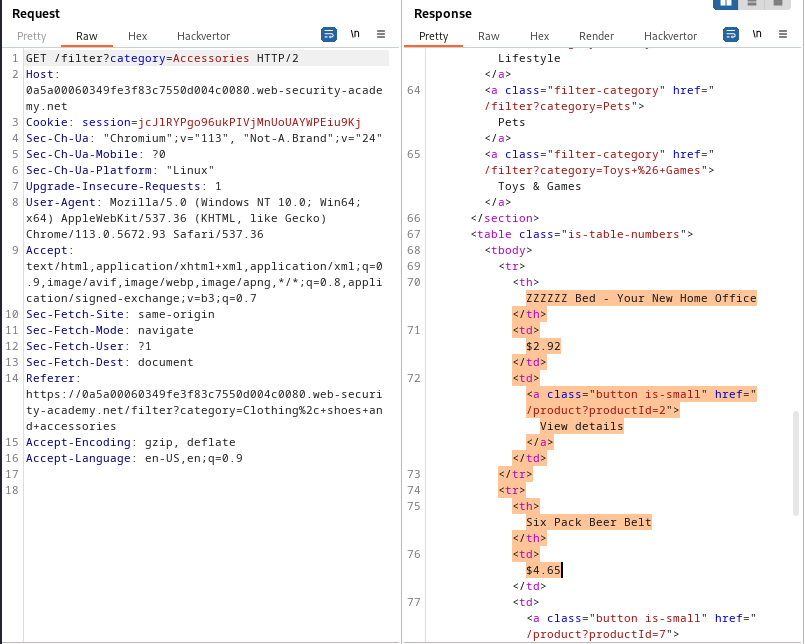 Request
Pretty Raw Hex Hackvertor \n
1 GET /filter?category=Accessories HTTP/2
2 Host:
0a5a00060349fe3f83c7550d004c0080.web-security-acade
my.net
3 Cookie: session=jcJlRYPgo96ukPIVjMnUoUAYWPEiu9Kj
4 Sec-Ch-Ua: "Chromium";v="113", "Not-A.Brand";v="24"
5 Sec-Ch-Ua-Mobile: ?0
6 Sec-Ch-Ua-Platform: "Linux"
7 Upgrade-Insecure-Requests: 1
8 User-Agent: Mozilla/5.0 (Windows NT 10.0; Win64;
x64) AppleWebKit/537.36 (KHTML, like Gecko)
Chrome/113.0.5672.93 Safari/537.36
9 Accept:
text/html,application/xhtml+xml,application/xml;q=0
.9,image/avif,image/webp,image/apng,*/*;q=0.8,appli
cation/signed-exchange;v=b3;q=0.7
10 Sec-Fetch-Site: same-origin
11 Sec-Fetch-Mode: navigate
12 Sec-Fetch-User: ?1
13 Sec-Fetch-Dest: document
14 Referer:
https://0a5a00060349fe3f83c7550d004c0080.web-securi
ty-academy.net/filter?category=Clothing%2c+shoes+an
d+accessories
15 Accept-Encoding: gzip, deflate
16 Accept-Language: en-US,en;q=0.9
17
18
Response
Pretty Raw Hex Render Hackvertor \n
Lifestyle
</a>
64 <a class="filter-category" href="
/filter?category=Pets">
Pets
</a>
65 <a class="filter-category" href="
/filter?category=Toys+%26+Games">
Toys & Games
</a>
66 </section>
67 <table class="is-table-numbers">
68 <tbody>
69 <tr>
70 <th>
ZZZZZZ Bed - Your New Home Office
</th>
71 <td>
$2.92
</td>
72 <td>
<a class="button is-small" href="
/product?productId=2">
View details
</a>
</td>
73 </tr>
74 <tr>
75 <th>
Six Pack Beer Belt
</th>
76 <td>
$4.65
</td>
77 <td>
<a class="button is-small" href="
/product?productId=7">